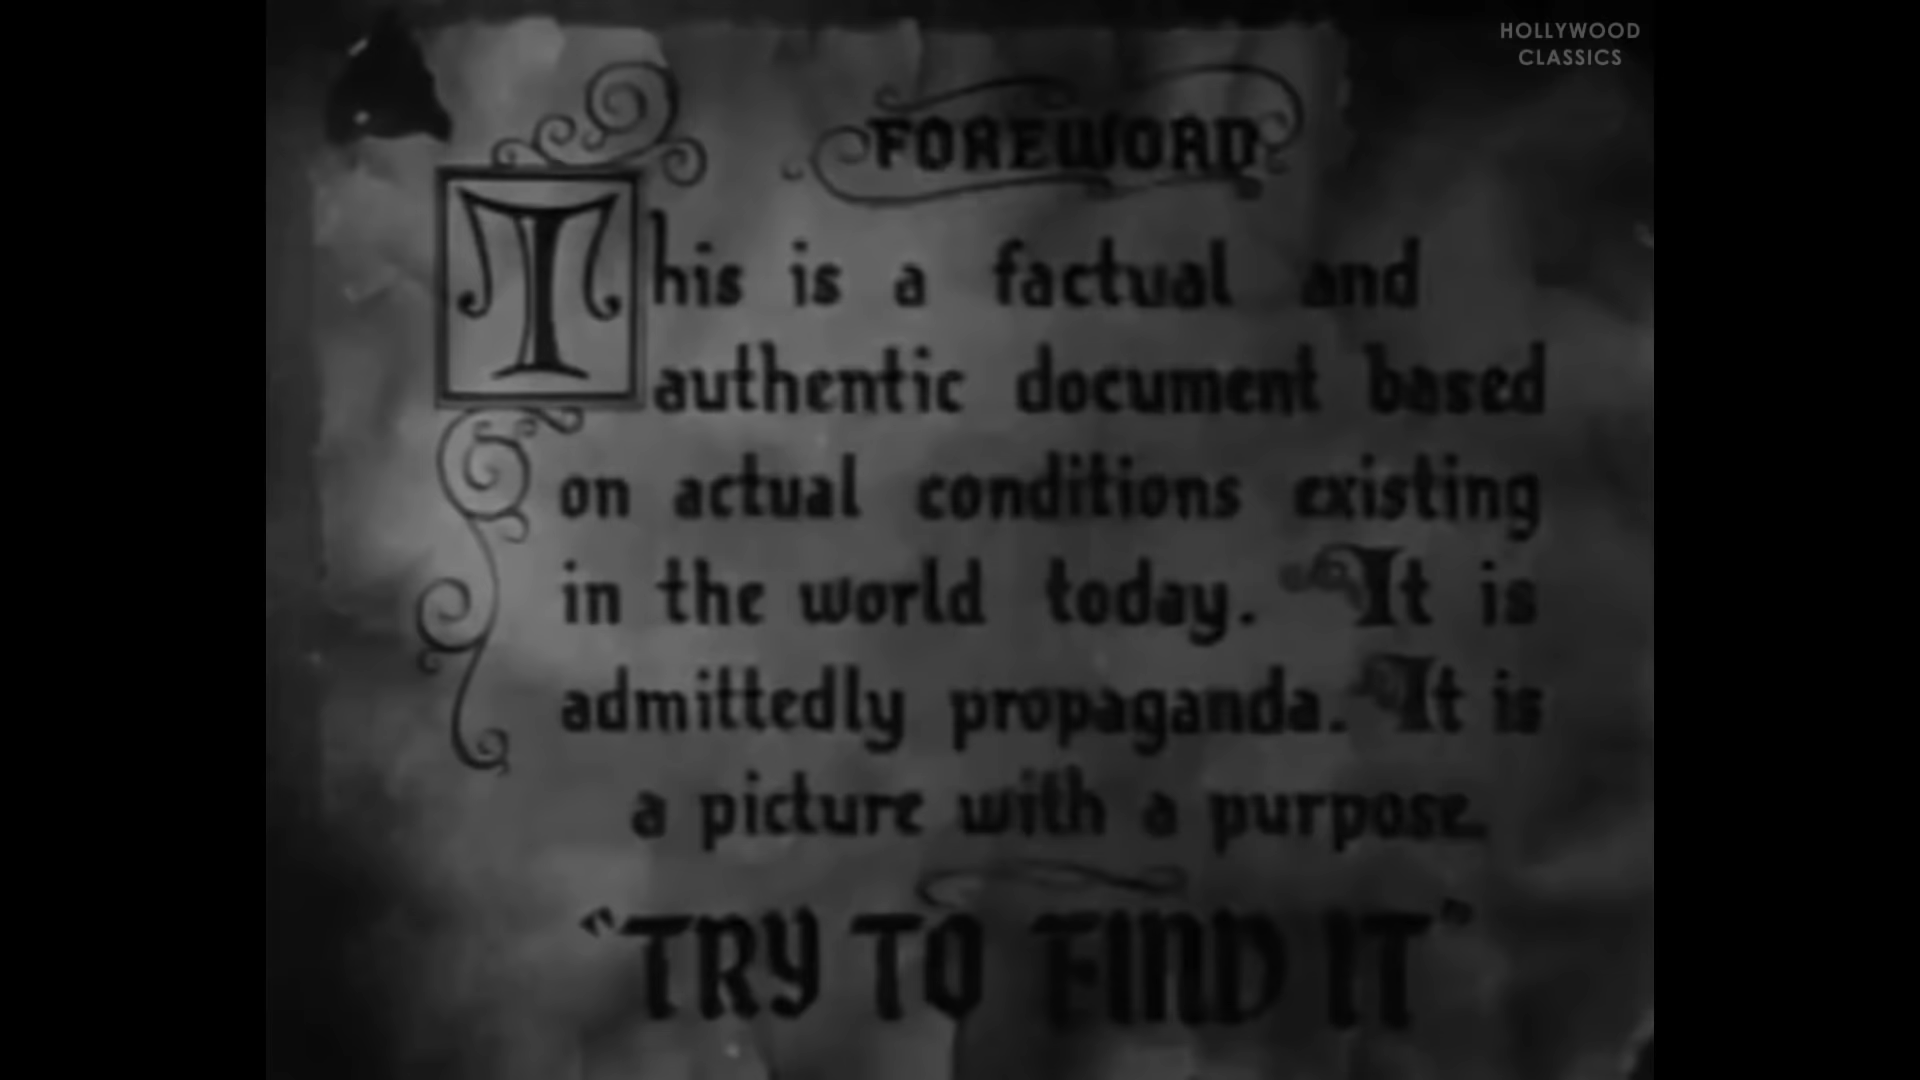 HOLLYWOOD
CLASSICS
FOREWORD
This is a factual and
authentic document based
on actual conditions existing
in the world today. It is
admittedly propaganda. It is
a picture with a purpose.
"TRY TO FIND IT"